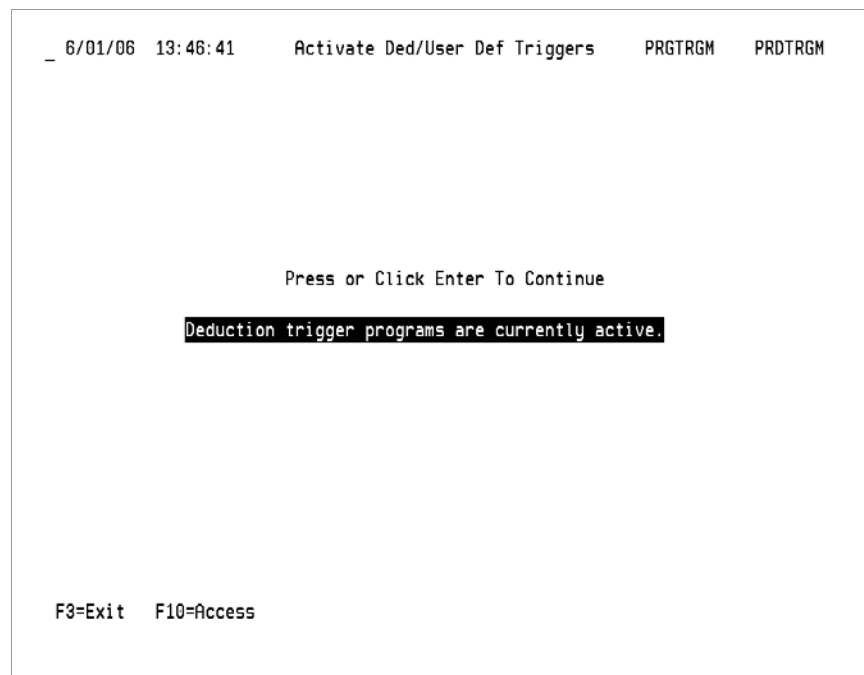 _ 6/01/06 13:46:41 Activate Ded/User Def Triggers PRGTRGM PRDTRGM
Press or Click Enter To Continue
Deduction trigger programs are currently active.
F3=Exit F10=Access